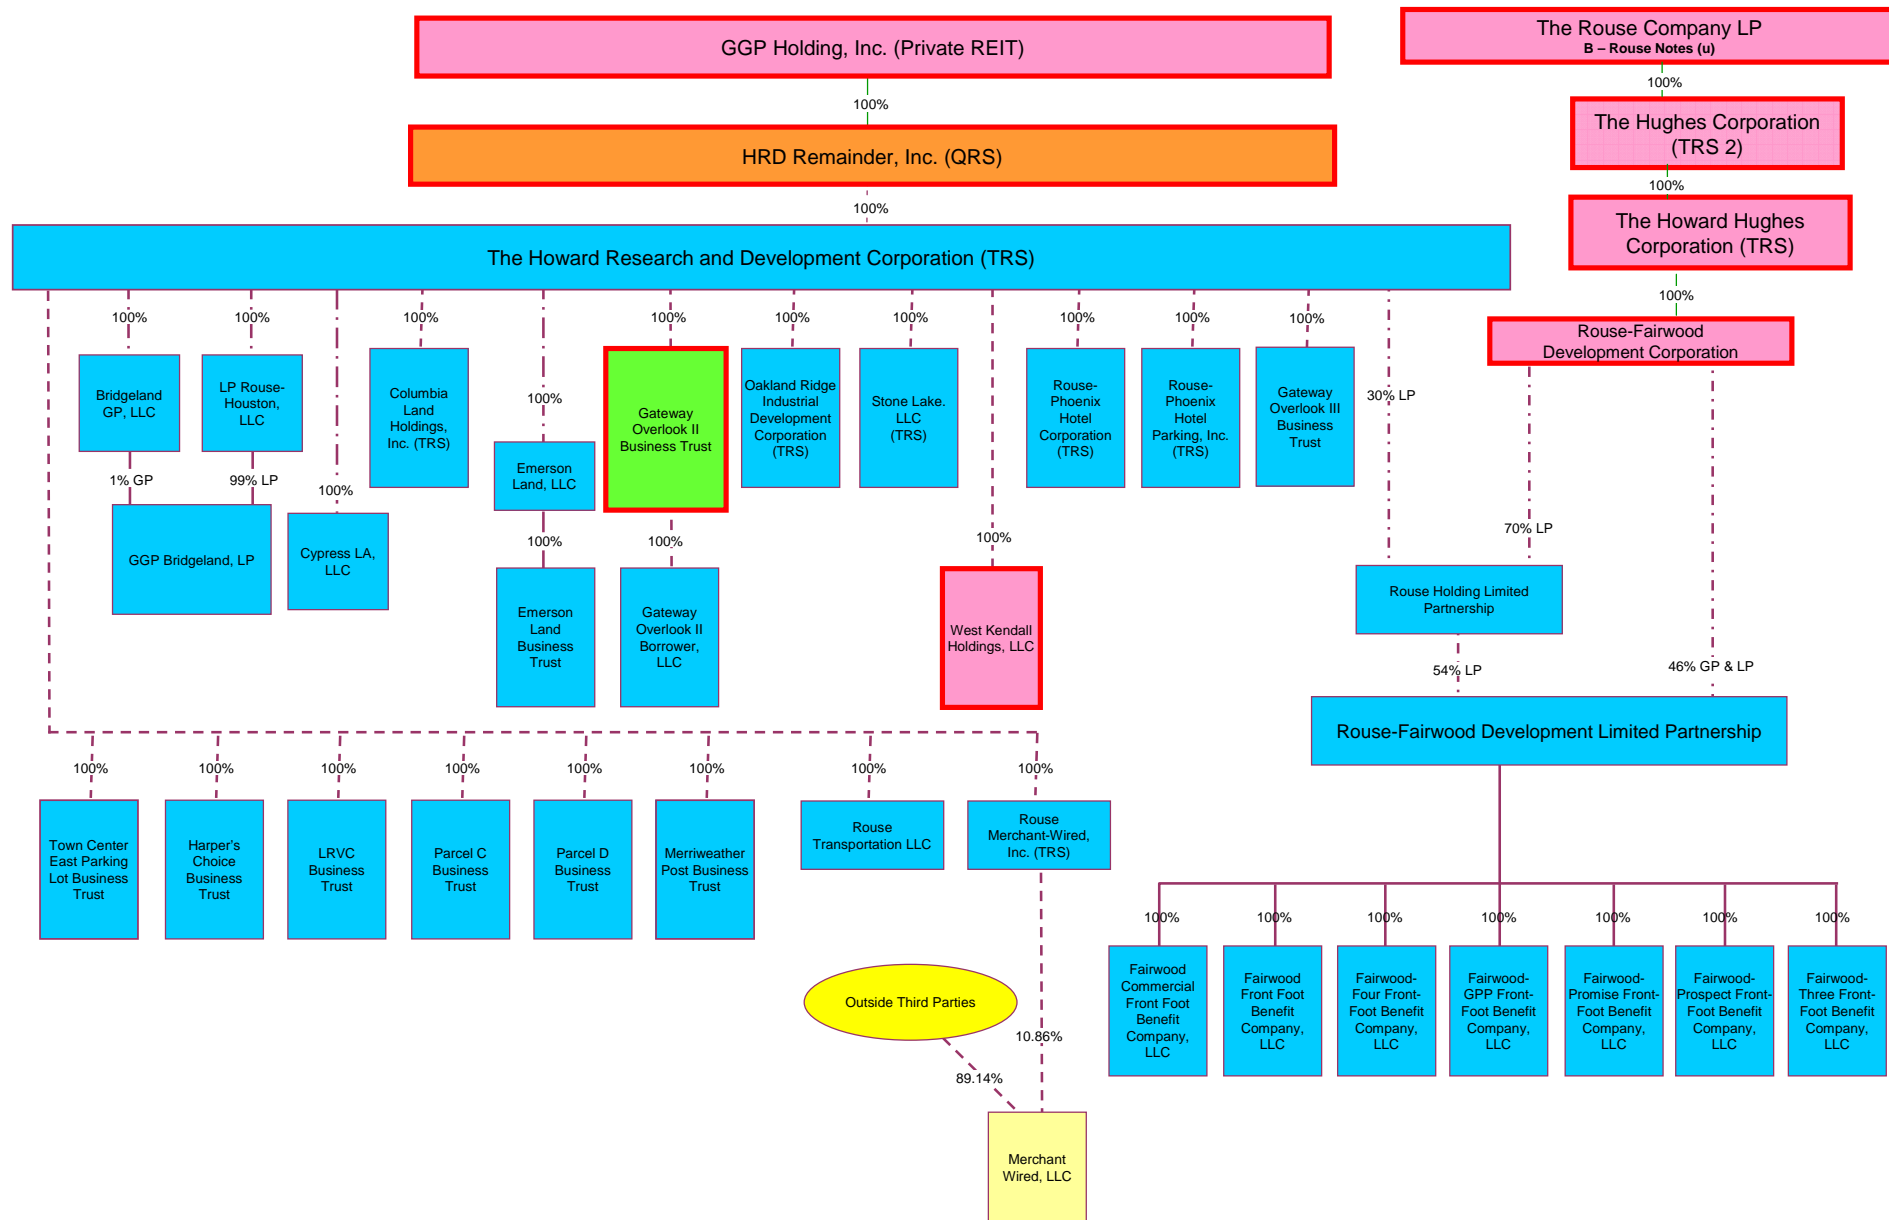 GGP Holding, Inc. (Private REIT)
The Rouse Company LP
B – Rouse Notes (u)
100%
100%
HRD Remainder, Inc. (QRS)
The Hughes Corporation
(TRS 2)
100%
100%
The Howard Research and Development Corporation (TRS)
The Howard Hughes
Corporation (TRS)
100%
Rouse-Fairwood
Development Corporation
100%
100%
100%
100%
100%
100%
100%
100%
100%
Bridgeland
GP, LLC
LP Rouse-
Houston,
LLC
Columbia
Land
Holdings,
Inc. (TRS)
100%
Gateway
Overlook II
Business Trust
Oakland Ridge
Industrial
Development
Corporation
(TRS)
Stone Lake.
LLC
(TRS)
Rouse-
Phoenix
Hotel
Corporation
(TRS)
Rouse-
Phoenix
Hotel
Parking, Inc.
(TRS)
Gateway
Overlook III
Business
Trust
30% LP
1% GP
99% LP
100%
Emerson
Land, LLC
GGP Bridgeland, LP
Cypress LA,
LLC
100%
100%
100%
70% LP
Emerson
Land
Business
Trust
Gateway
Overlook II
Borrower,
LLC
West Kendall
Holdings, LLC
Rouse Holding Limited
Partnership
54% LP
46% GP & LP
Rouse-Fairwood Development Limited Partnership
100%
100%
100%
100%
100%
100%
100%
100%
Town Center
East Parking
Lot Business
Trust
Harper's
Choice
Business
Trust
LRVC
Business
Trust
Parcel C
Business
Trust
Parcel D
Business
Trust
Merriweather
Post Business
Trust
Rouse
Transportation LLC
Rouse
Merchant-Wired,
Inc. (TRS)
100%
100%
100%
100%
100%
100%
100%
Fairwood
Commercial
Front Foot
Benefit
Company,
LLC
Fairwood
Front Foot
Benefit
Company,
LLC
Fairwood-
Four Front-
Foot Benefit
Company,
LLC
Fairwood-
GPP Front-
Foot Benefit
Company,
LLC
Fairwood-
Promise Front-
Foot Benefit
Company,
LLC
Fairwood-
Prospect Front-
Foot Benefit
Company,
LLC
Fairwood-
Three Front-
Foot Benefit
Company,
LLC
Outside Third Parties
10.86%
89.14%
Merchant
Wired, LLC